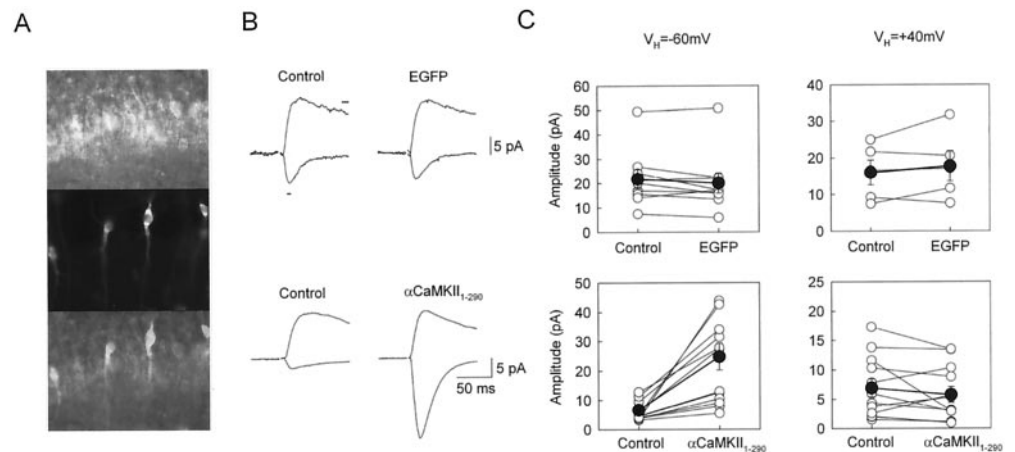 A
B
Control
EGFP
5 pA
Control
αCaMKII1-290
5 pA
50 ms
C
VH=-60mV
VH=+40mV
Amplitude (pA)
60
50
40
30
20
10
0
Control
EGFP
40
30
20
10
0
Control
EGFP
Amplitude (pA)
50
40
30
20
10
0
Control
αCaMKII1-290
25
20
15
10
5
0
Control
αCaMKII1-290